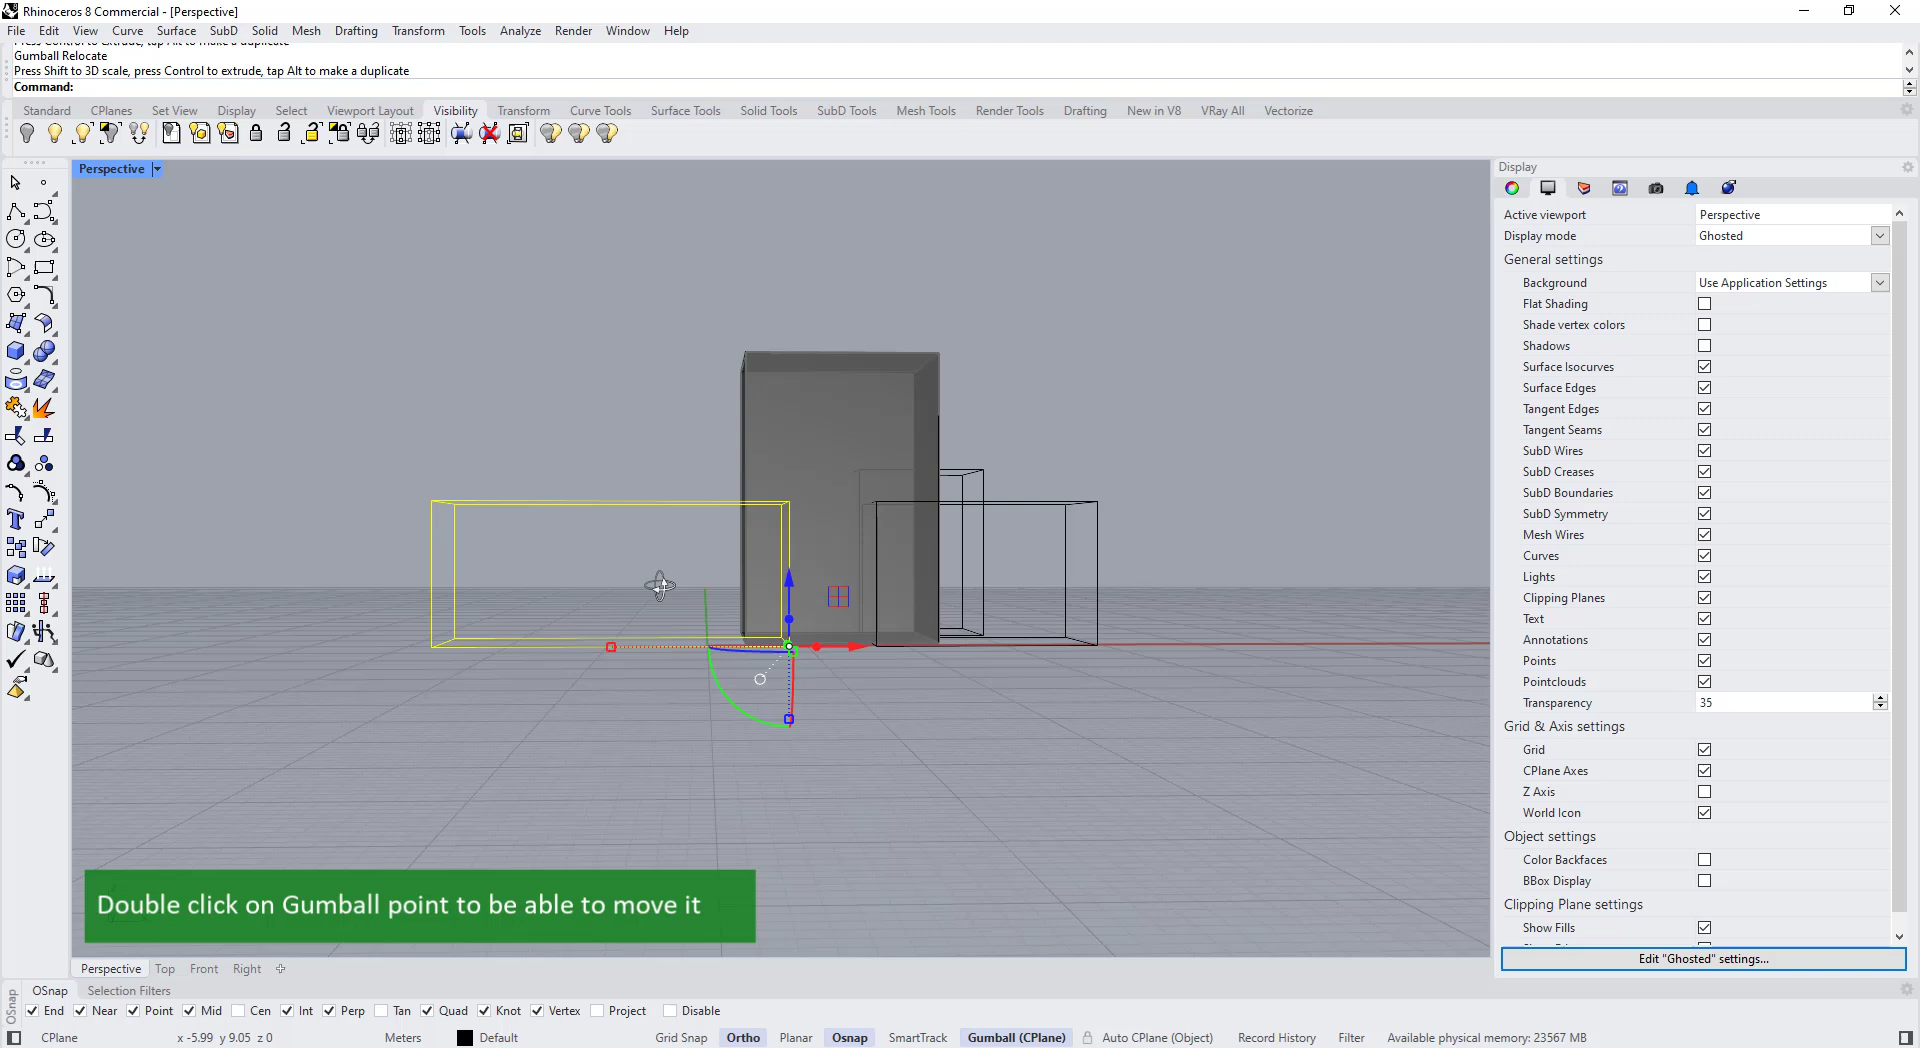 Rhinoceros 8 Commercial - [Perspective]
File Edit View Curve Surface SubD Solid Mesh Drafting Transform Tools Analyze Render Window Help
Press Control to Extrude, tap Alt to make a duplicate
Gumball Relocate
Press Shift to 3D scale, press Control to extrude, tap Alt to make a duplicate
Command:
Standard CPlanes Set View Display Select Viewport Layout Visibility Transform Curve Tools Surface Tools Solid Tools SubD Tools Mesh Tools Render Tools Drafting New in V8 VRay All Vectorize
Perspective
Display
Active viewport Perspective
Display mode Ghosted
General settings
Background Use Application Settings
Flat Shading
Shade vertex colors
Shadows
Surface Isocurves
Surface Edges
Tangent Edges
Tangent Seams
SubD Wires
SubD Creases
SubD Boundaries
SubD Symmetry
Mesh Wires
Curves
Lights
Clipping Planes
Text
Annotations
Points
Pointclouds
Transparency 35
Grid & Axis settings
Grid
CPlane Axes
Z Axis
World Icon
Object settings
Color Backfaces
BBox Display
Clipping Plane settings
Show Fills
Edit "Ghosted" settings...
Double click on Gumball point to be able to move it
Perspective Top Front Right
OSnap
OSnap Selection Filters
End Near Point Mid Cen Int Perp Tan Quad Knot Vertex Project Disable
CPlane x -5.99 y 9.05 z 0 Meters Default Grid Snap Ortho Planar Osnap SmartTrack Gumball (CPlane) Auto CPlane (Object) Record History Filter Available physical memory: 23567 MB